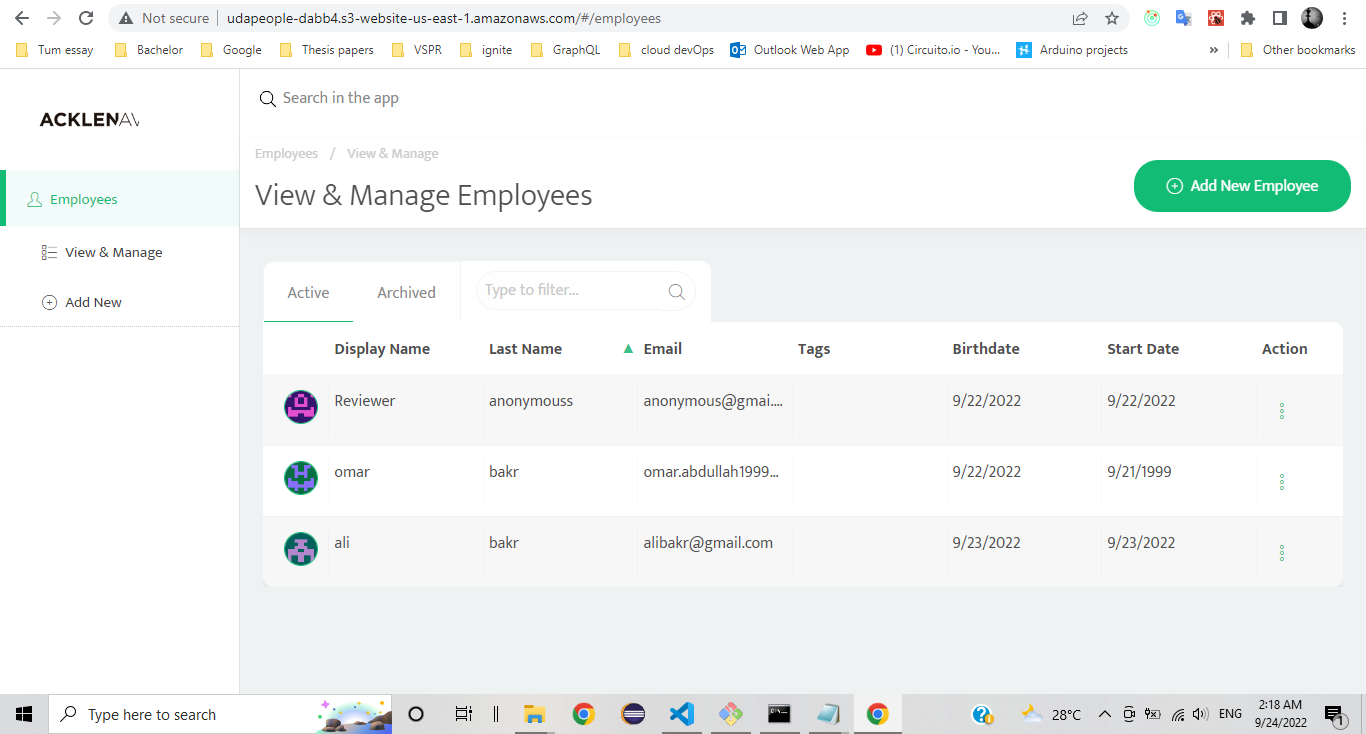 Not secure | udapeople-dabb4.s3-website-us-east-1.amazonaws.com/#/employees
Tum essay Bachelor Google Thesis papers VSPR ignite GraphQL cloud devOps Outlook Web App (1) Circuito.io - You... Arduino projects » Other bookmarks
ACKLENAV
Search in the app
Employees / View & Manage
View & Manage Employees
Add New Employee
Employees
View & Manage
Add New
Active Archived Type to filter...
Display Name Last Name Email Tags Birthdate Start Date Action
Reviewer anonymouss anonymous@gmai.... 9/22/2022 9/22/2022
omar bakr omar.abdullah1999... 9/22/2022 9/21/1999
ali bakr alibakr@gmail.com 9/23/2022 9/23/2022
Type here to search
28°C ENG
2:18 AM
9/24/2022
1